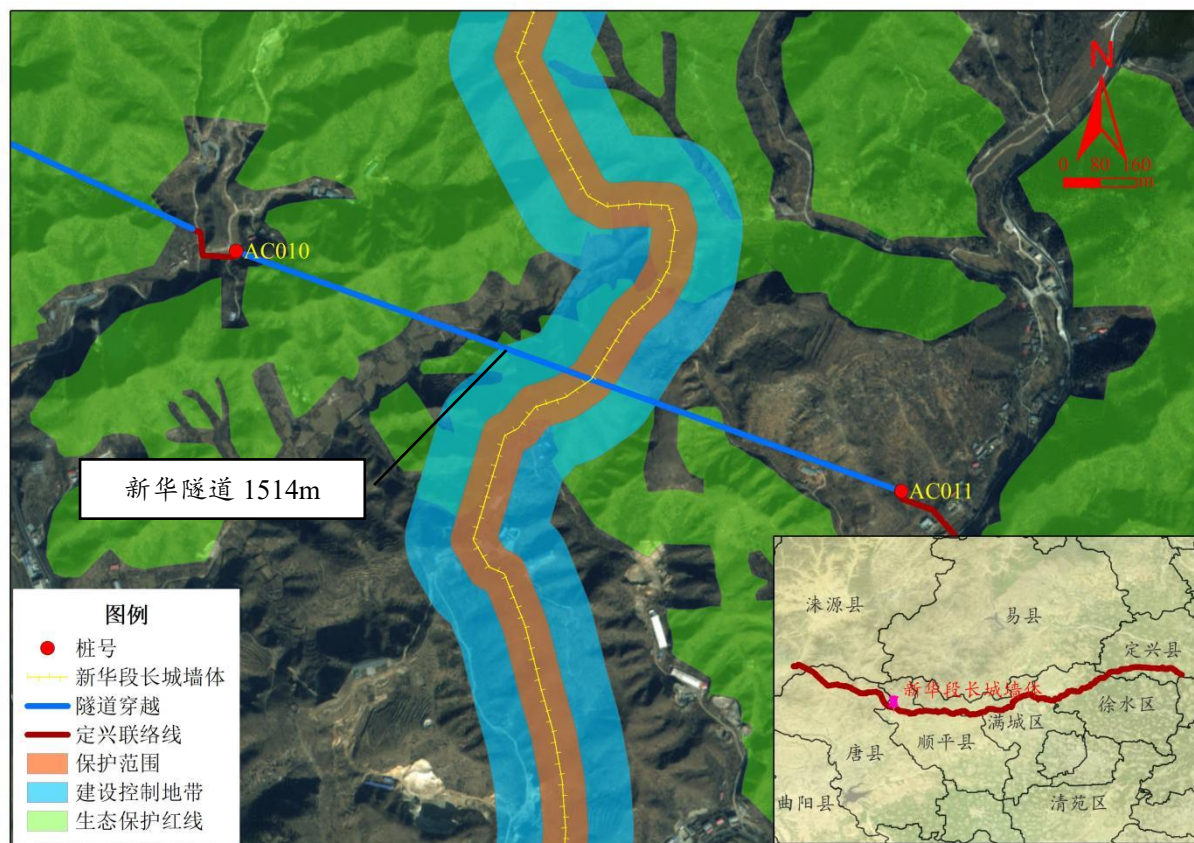 N
0 80 160
m
AC010
AC011
新华隧道 1514m
图例
桩号
新华段长城墙体
隧道穿越
定兴联络线
保护范围
建设控制地带
生态保护红线
涞源县
易县
定兴县
新华段长城墙体
徐水区
满城区
顺平县
唐县
清苑区
曲阳县